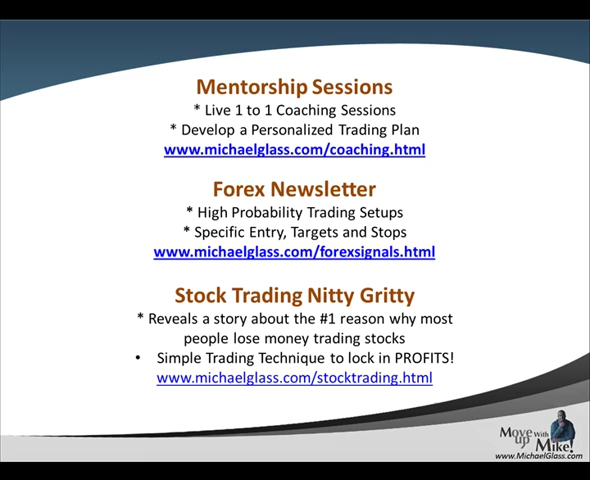 Mentorship Sessions
* Live 1 to 1 Coaching Sessions
* Develop a Personalized Trading Plan
www.michaelglass.com/coaching.html
Forex Newsletter
* High Probability Trading Setups
* Specific Entry, Targets and Stops
www.michaelglass.com/forexsignals.html
Stock Trading Nitty Gritty
* Reveals a story about the #1 reason why most
people lose money trading stocks
• Simple Trading Technique to lock in PROFITS!
www.michaelglass.com/stocktrading.html
Move up With Mike!
www.MichaelGlass.com